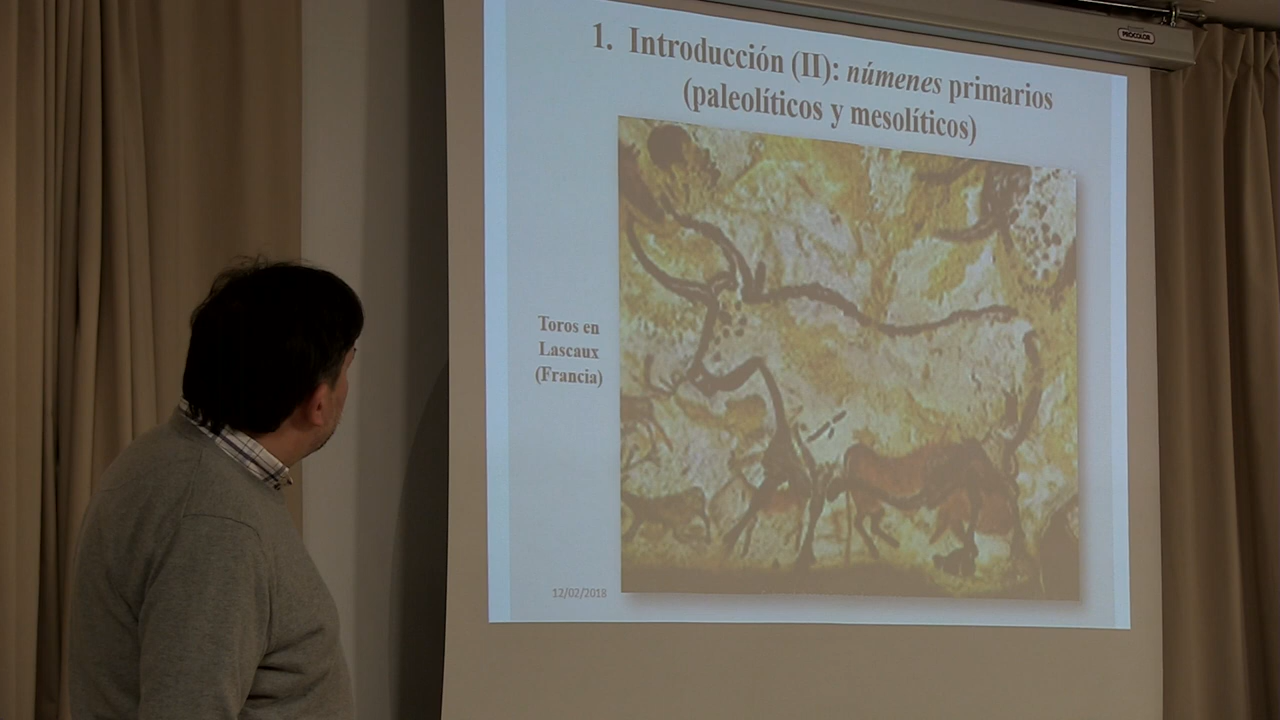 PROCOLOR
1. Introducción (II): númenes primarios
(paleolíticos y mesolíticos)
Toros en
Lascaux
(Francia)
12/02/2018